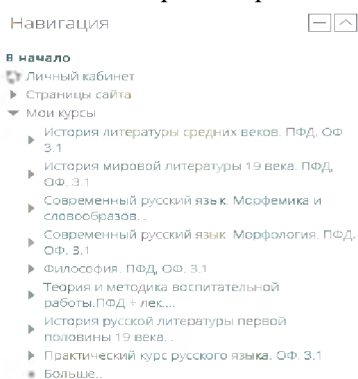 Навигация
В начало
Личный кабинет
Страницы сайта
Мои курсы
История литературы средних веков. ПФД, ОФ
3.1
История мировой литературы 19 века. ПФД,
ОФ. 3.1
Современный русский язык. Морфемика и
словообразов. .
Современный русский язык. Морфология. ПФД,
ОФ. 3.1
Философия. ПФД, ОФ. 3.1
Теория и методика воспитательной
работы.ПФД + лек....
История русской литературы первой
половины 19 века. .
Практический курс русского языка. ОФ. 3.1
Больше..